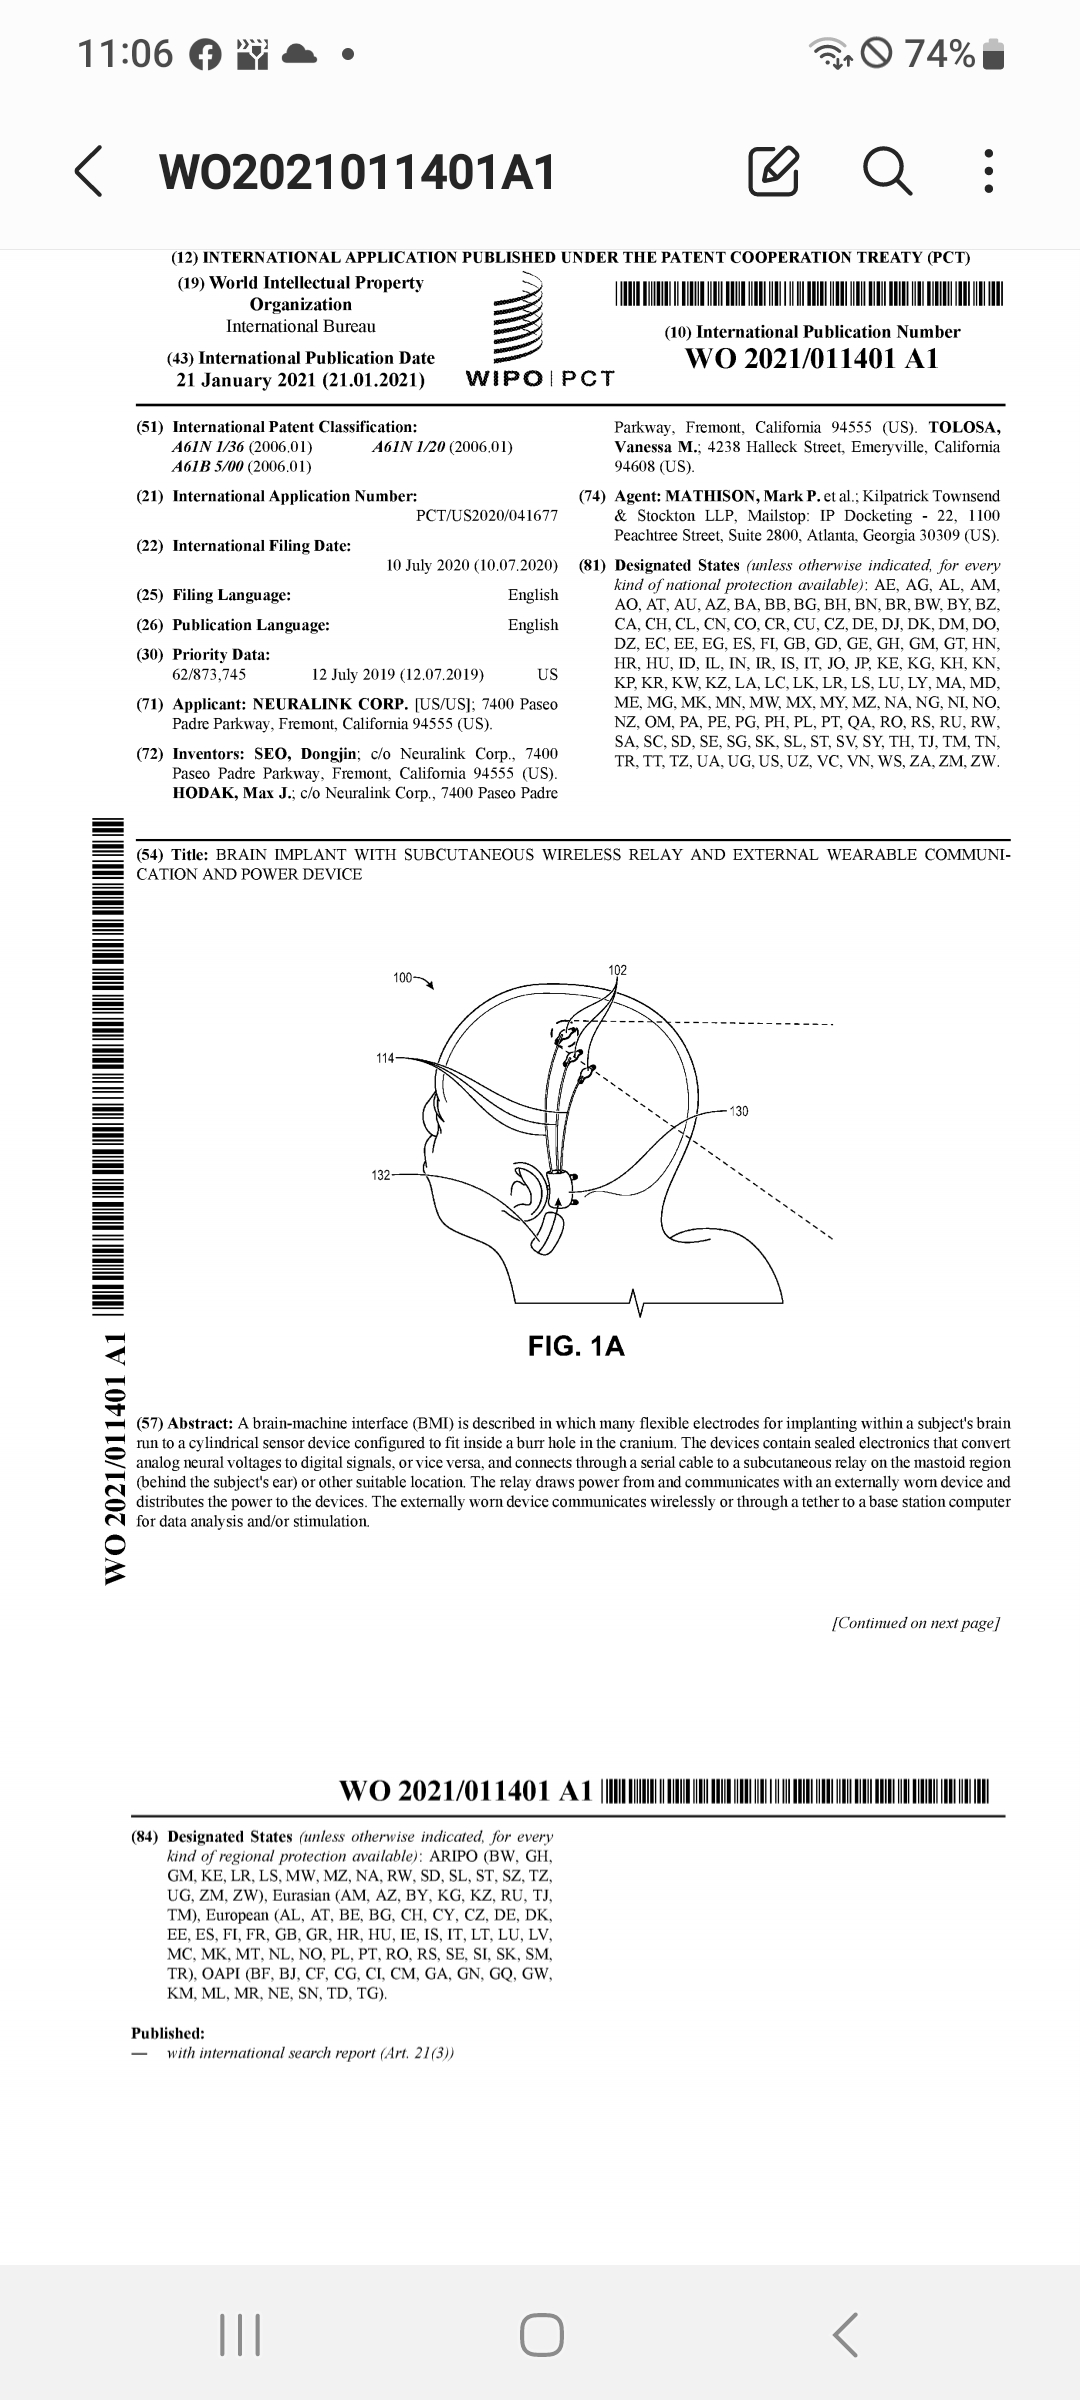 11:06
74%
WO2021011401A1
(12) INTERNATIONAL APPLICATION PUBLISHED UNDER THE PATENT COOPERATION TREATY (PCT)
(19) World Intellectual Property
Organization
International Bureau
(43) International Publication Date
21 January 2021 (21.01.2021)
WIPO | PCT
(10) International Publication Number
WO 2021/011401 A1
(51) International Patent Classification:
A61N 1/36 (2006.01) A61N 1/20 (2006.01)
A61B 5/00 (2006.01)
(21) International Application Number:
PCT/US2020/041677
(22) International Filing Date:
10 July 2020 (10.07.2020)
(25) Filing Language: English
(26) Publication Language: English
(30) Priority Data:
62/873,745 12 July 2019 (12.07.2019) US
(71) Applicant: NEURALINK CORP. [US/US]; 7400 Paseo
Padre Parkway, Fremont, California 94555 (US).
(72) Inventors: SEO, Dongjin; c/o Neuralink Corp., 7400
Paseo Padre Parkway, Fremont, California 94555 (US).
HODAK, Max J.; c/o Neuralink Corp., 7400 Paseo Padre
Parkway, Fremont, California 94555 (US). TOLOSA,
Vanessa M.; 4238 Halleck Street, Emeryville, California
94608 (US).
(74) Agent: MATHISON, Mark P. et al.; Kilpatrick Townsend
& Stockton LLP, Mailstop: IP Docketing - 22, 1100
Peachtree Street, Suite 2800, Atlanta, Georgia 30309 (US).
(81) Designated States (unless otherwise indicated, for every
kind of national protection available): AE, AG, AL, AM,
AO, AT, AU, AZ, BA, BB, BG, BH, BN, BR, BW, BY, BZ,
CA, CH, CL, CN, CO, CR, CU, CZ, DE, DJ, DK, DM, DO,
DZ, EC, EE, EG, ES, FI, GB, GD, GE, GH, GM, GT, HN,
HR, HU, ID, IL, IN, IR, IS, IT, JO, JP, KE, KG, KH, KN,
KP, KR, KW, KZ, LA, LC, LK, LR, LS, LU, LY, MA, MD,
ME, MG, MK, MN, MW, MX, MY, MZ, NA, NG, NI, NO,
NZ, OM, PA, PE, PG, PH, PL, PT, QA, RO, RS, RU, RW,
SA, SC, SD, SE, SG, SK, SL, ST, SV, SY, TH, TJ, TM, TN,
TR, TT, TZ, UA, UG, US, UZ, VC, VN, WS, ZA, ZM, ZW.
(54) Title: BRAIN IMPLANT WITH SUBCUTANEOUS WIRELESS RELAY AND EXTERNAL WEARABLE COMMUNI-
CATION AND POWER DEVICE
100
102
114
130
132
FIG. 1A
WO 2021/011401 A1
(57) Abstract: A brain-machine interface (BMI) is described in which many flexible electrodes for implanting within a subject's brain
run to a cylindrical sensor device configured to fit inside a burr hole in the cranium. The devices contain sealed electronics that convert
analog neural voltages to digital signals, or vice versa, and connects through a serial cable to a subcutaneous relay on the mastoid region
(behind the subject's ear) or other suitable location. The relay draws power from and communicates with an externally worn device and
distributes the power to the devices. The externally worn device communicates wirelessly or through a tether to a base station computer
for data analysis and/or stimulation.
[Continued on next page]
WO 2021/011401 A1
(84) Designated States (unless otherwise indicated, for every
kind of regional protection available): ARIPO (BW, GH,
GM, KE, LR, LS, MW, MZ, NA, RW, SD, SL, ST, SZ, TZ,
UG, ZM, ZW), Eurasian (AM, AZ, BY, KG, KZ, RU, TJ,
TM), European (AL, AT, BE, BG, CH, CY, CZ, DE, DK,
EE, ES, FI, FR, GB, GR, HR, HU, IE, IS, IT, LT, LU, LV,
MC, MK, MT, NL, NO, PL, PT, RO, RS, SE, SI, SK, SM,
TR), OAPI (BF, BJ, CF, CG, CI, CM, GA, GN, GQ, GW,
KM, ML, MR, NE, SN, TD, TG).
Published:
— with international search report (Art. 21(3))